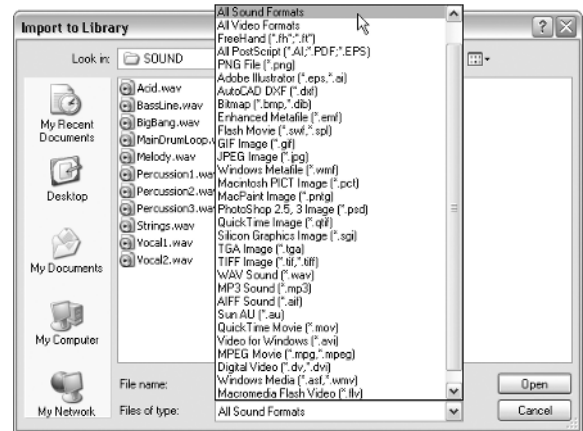 Import to Library
Look in:
SOUND
My Recent
Documents
Desktop
My Documents
My Computer
My Network
Acid.wav
BassLine.wav
BigBang.wav
MainDrumLoop.w
Melody.wav
Percussion1.wav
Percussion2.wav
Percussion3.wav
Strings.wav
Vocal1.wav
Vocal2.wav
All Sound Formats
All Video Formats
FreeHand (*.fh*;*.ft*)
All PostScript (*.AI;*.PDF;*.EPS)
PNG File (*.png)
Adobe Illustrator (*.eps,*.ai)
AutoCAD DXF (*.dxf)
Bitmap (*.bmp,*.dib)
Enhanced Metafile (*.emf)
Flash Movie (*.swf,*.spl)
GIF Image (*.gif)
JPEG Image (*.jpg)
Windows Metafile (*.wmf)
Macintosh PICT Image (*.pct)
MacPaint Image (*.pntg)
PhotoShop 2.5, 3 Image (*.psd)
QuickTime Image (*.qtif)
Silicon Graphics Image (*.sgi)
TGA Image (*.tga)
TIFF Image (*.tif,*.tiff)
WAV Sound (*.wav)
MP3 Sound (*.mp3)
AIFF Sound (*.aif)
Sun AU (*.au)
QuickTime Movie (*.mov)
Video for Windows (*.avi)
MPEG Movie (*.mpg,*.mpeg)
Digital Video (*.dv,*.dvi)
Windows Media (*.asf,*.wmv)
Macromedia Flash Video (*.flv)
File name:
Open
Files of type:
All Sound Formats
Cancel